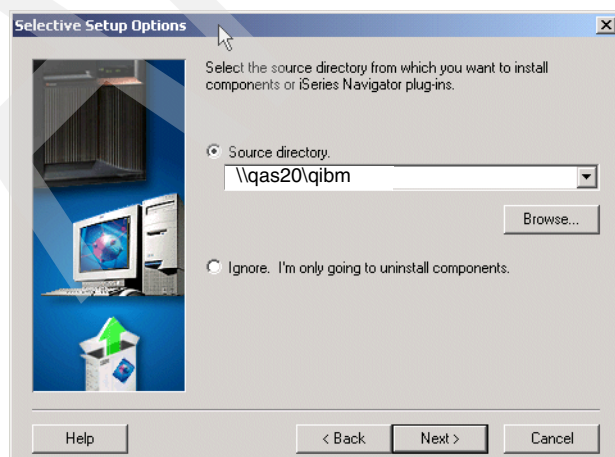 Selective Setup Options
Select the source directory from which you want to install
components or iSeries Navigator plug-ins.
Source directory.
\\qas20\qibm
Browse...
Ignore. I'm only going to uninstall components.
Help
< Back
Next >
Cancel